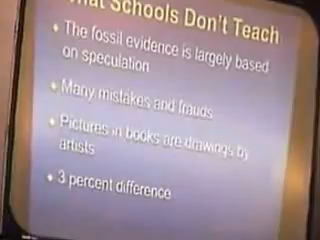 What Schools Don't Teach
The fossil evidence is largely based
on speculation
Many mistakes and frauds
Pictures in books are drawings by
artists
3 percent difference